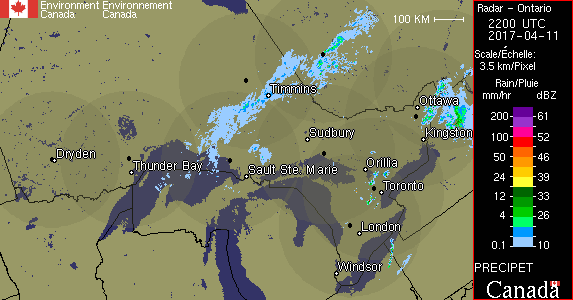 Environment Environnement
Canada Canada
100 KM
Timmins
Ottawa
Kingston
Sudbury
Dryden
Thunder Bay
Sault Ste. Marie
Orillia
Toronto
London
Windsor
Radar - Ontario
2200 UTC
2017-04-11
Scale/Échelle:
3.5 km/Pixel
Rain/Pluie
mm/hr dBZ
200 61
100 52
50 46
24 39
12 33
4 26
0.1 10
PRECIPET
Canada